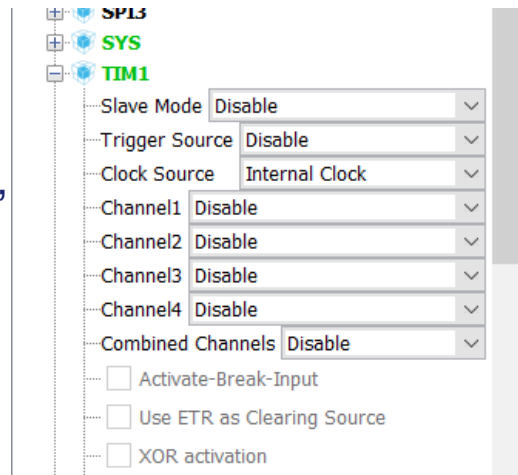 SPI3
SYS
TIM1
Slave Mode Disable
Trigger Source Disable
Clock Source Internal Clock
,
Channel1 Disable
Channel2 Disable
Channel3 Disable
Channel4 Disable
Combined Channels Disable
Activate-Break-Input
Use ETR as Clearing Source
XOR activation